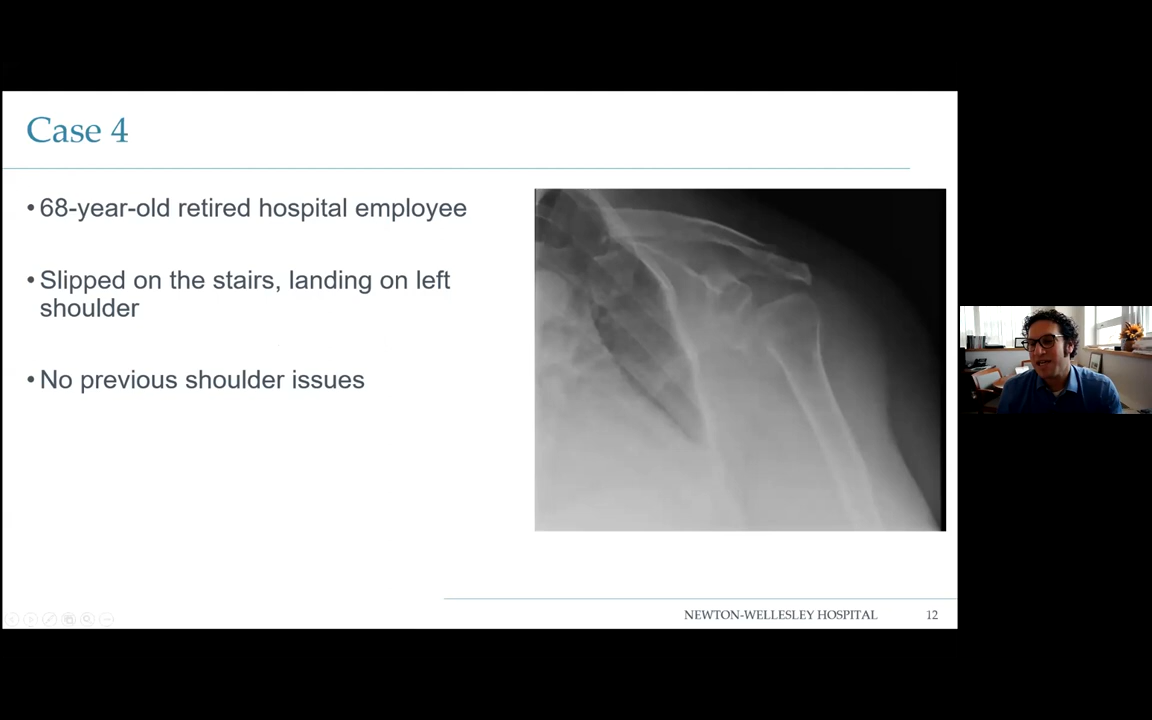 Case 4
•68-year-old retired hospital employee
•Slipped on the stairs, landing on left
shoulder
•No previous shoulder issues
NEWTON-WELLESLEY HOSPITAL 12